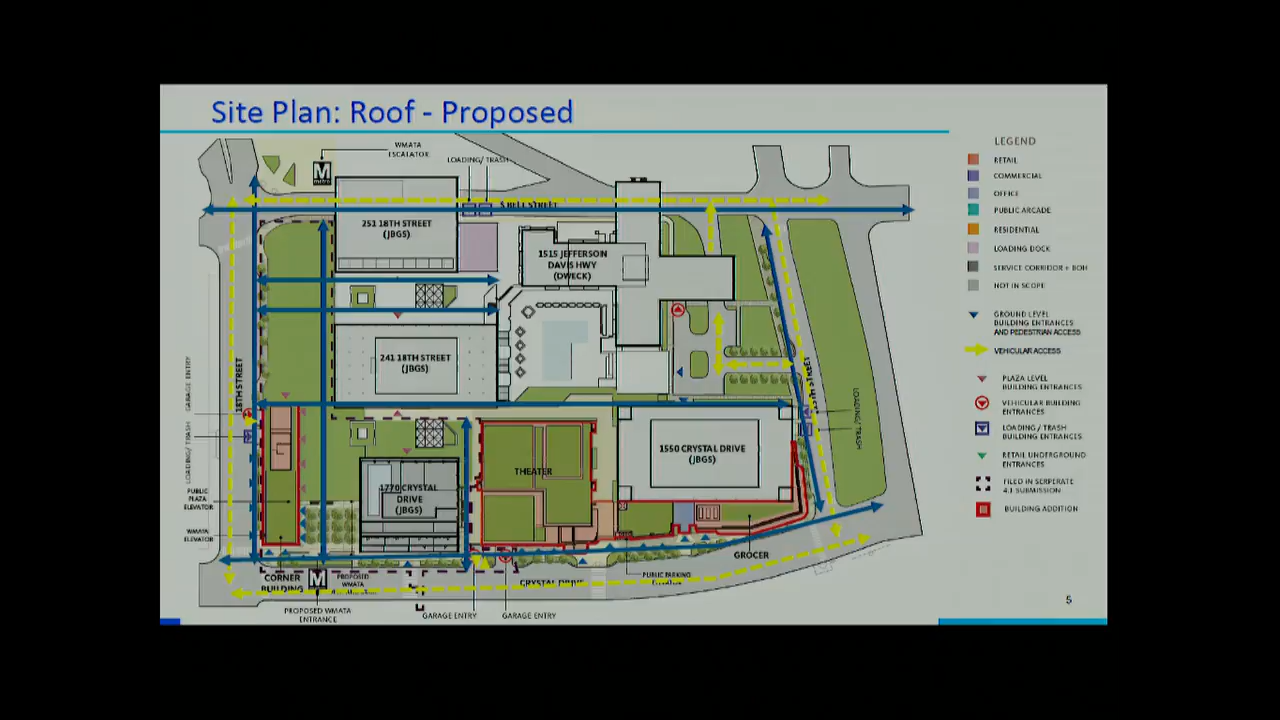 Site Plan: Roof - Proposed
WMATA
ESCALATOR
LOADING/ TRASH
M
metro
S BELL STREET
251 18TH STREET
(JBGS)
1515 JEFFERSON
DAVIS HWY
(OWECK)
241 18TH STREET
(JBGS)
18TH STREET
GARAGE ENTRY
LOADING/ TRASH
LOADING/ TRASH
1550 CRYSTAL DRIVE
(JBGS)
THEATER
1770 CRYSTAL
DRIVE
(JBGS)
PUBLIC
PLAZA
ELEVATOR
WMATA
ELEVATOR
GROCER
CORNER
BUILDING
M
PROPOSED
WMATA
CRYSTAL DRIVE
PUBLIC PARKING
PROPOSED WMATA
ENTRANCE
GARAGE ENTRY
GARAGE ENTRY
LEGEND
RETAIL
COMMERCIAL
OFFICE
PUBLIC ARCADE
RESIDENTIAL
LOADING DOCK
SERVICE CORRIDOR + BOH
NOT IN SCOPE
GROUND LEVEL
BUILDING ENTRANCES
AND PEDESTRIAN ACCESS
VEHICULAR ACCESS
PLAZA LEVEL
BUILDING ENTRANCES
VEHICULAR BUILDING
ENTRANCES
LOADING / TRASH
BUILDING ENTRANCES
RETAIL UNDERGROUND
ENTRANCES
FILED IN SERPERATE
4.1 SUBMISSION
BUILDING ADDITION
5